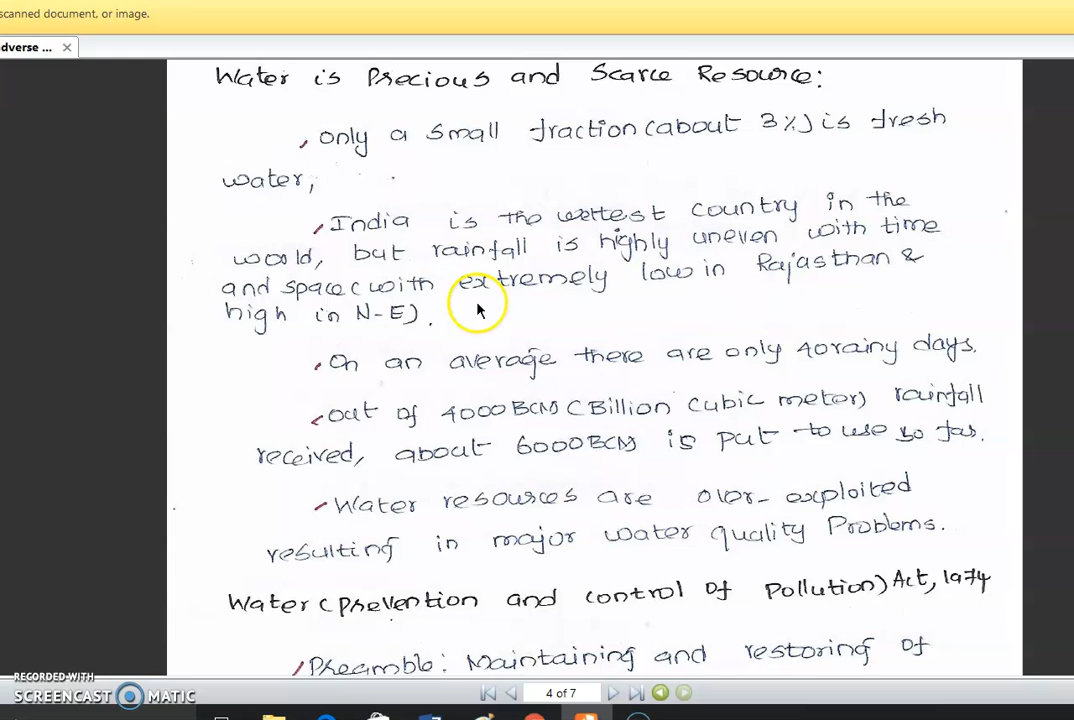 scanned document, or image.
dverse ...
Water is Precious and Scarce Resource:
only a small fraction (about 3%) is fresh
water,
India is the wettest country in the
world, but rainfall is highly uneven with time
and space (with extremely low in Rajasthan &
high in N-E).
On an average there are only 40 rainy days.
out of 4000 BCM (Billion cubic meter) rainfall
received, about 6000 BCM is put to use so far.
Water resources are over-exploited
resulting in major water quality Problems.
Water (Prevention and control of Pollution) Act, 1974
Preamble: Maintaining and restoring of
RECORDED WITH
SCREENCAST MATIC
4 of 7